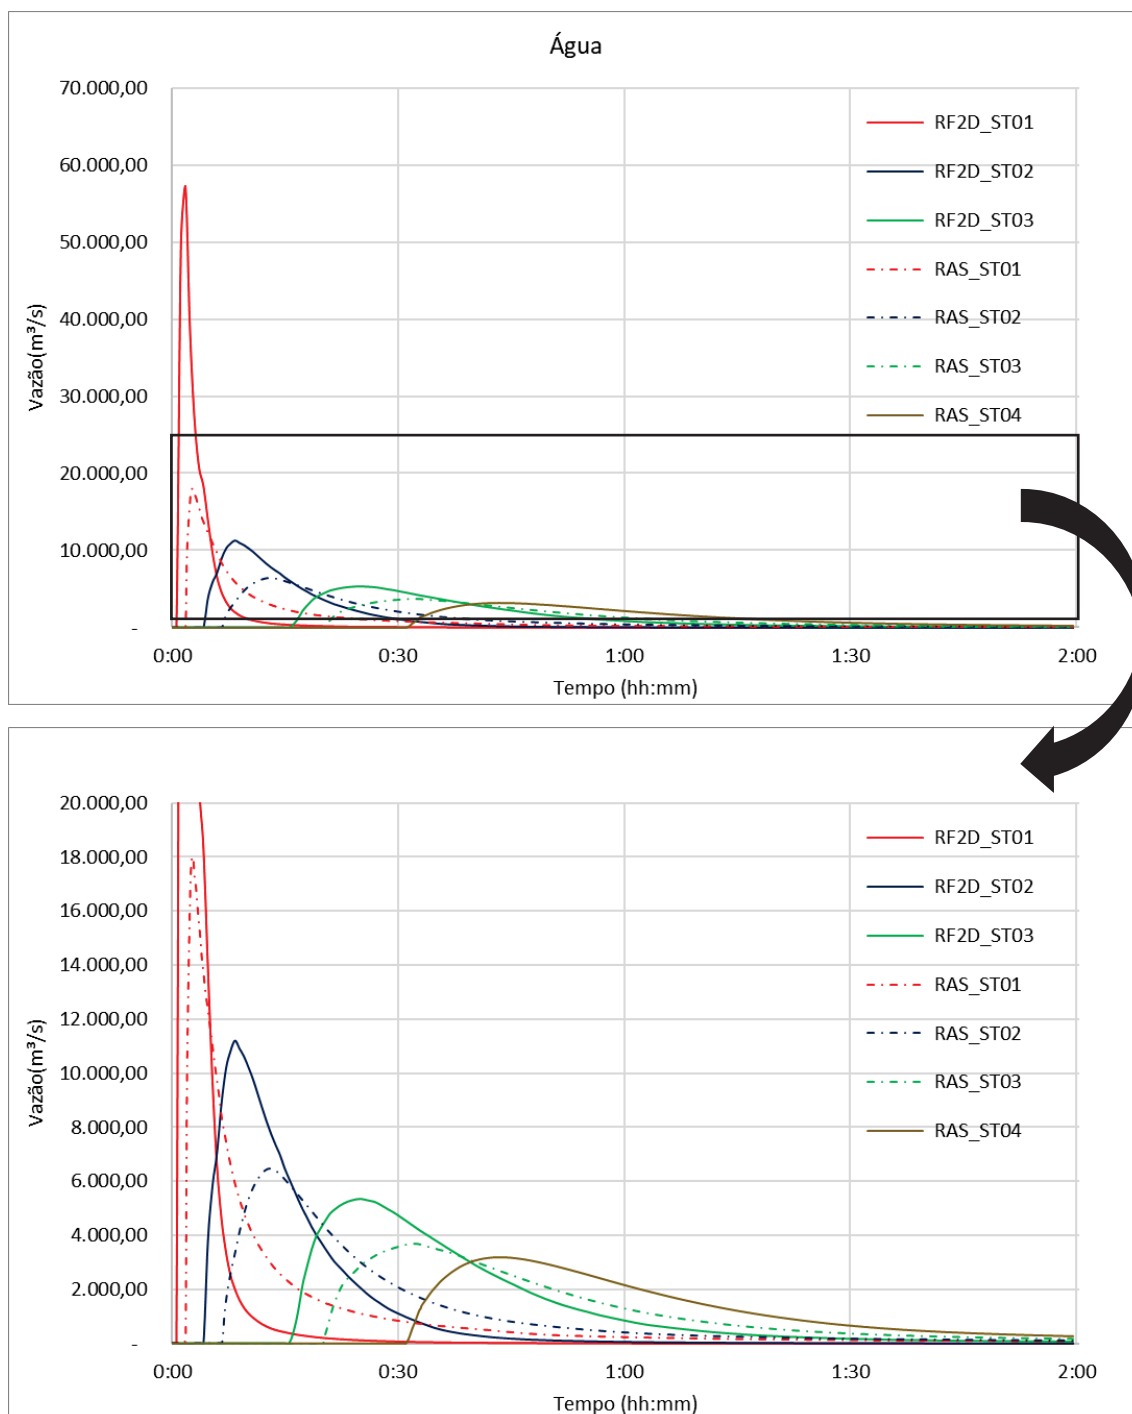 Água
70.000,00
60.000,00
50.000,00
40.000,00
30.000,00
20.000,00
10.000,00
-
Vazão(m³/s)
RF2D_ST01
RF2D_ST02
RF2D_ST03
RAS_ST01
RAS_ST02
RAS_ST03
RAS_ST04
0:00 0:30 1:00 1:30 2:00
Tempo (hh:mm)
20.000,00
18.000,00
16.000,00
14.000,00
12.000,00
10.000,00
8.000,00
6.000,00
4.000,00
2.000,00
-
Vazão(m³/s)
RF2D_ST01
RF2D_ST02
RF2D_ST03
RAS_ST01
RAS_ST02
RAS_ST03
RAS_ST04
0:00 0:30 1:00 1:30 2:00
Tempo (hh:mm)